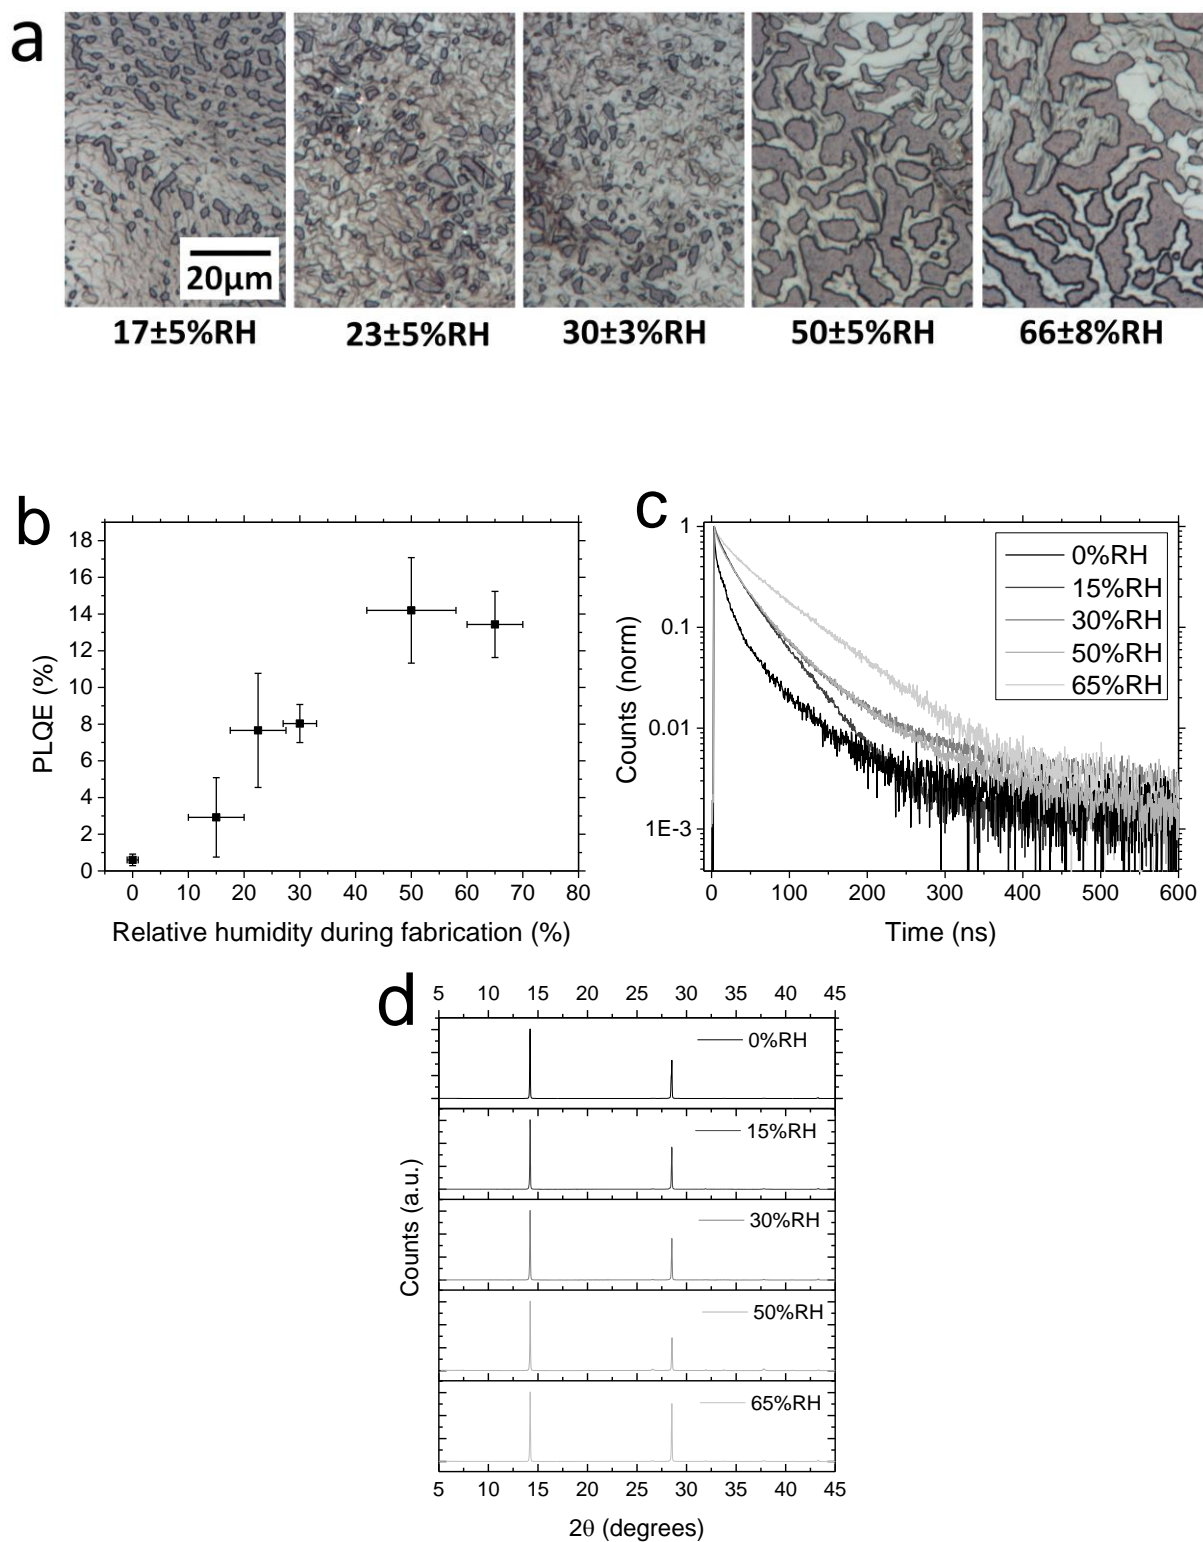 a
20μm
17±5%RH 23±5%RH 30±3%RH 50±5%RH 66±8%RH
b
18
16
14
12
10
8
6
4
2
0
PLQE (%)
0 10 20 30 40 50 60 70 80
Relative humidity during fabrication (%)
c
1
0.1
0.01
1E-3
Counts (norm)
0%RH
15%RH
30%RH
50%RH
65%RH
0 100 200 300 400 500 600
Time (ns)
d
5 10 15 20 25 30 35 40 45
0%RH
15%RH
30%RH
50%RH
65%RH
Counts (a.u.)
5 10 15 20 25 30 35 40 45
2θ (degrees)